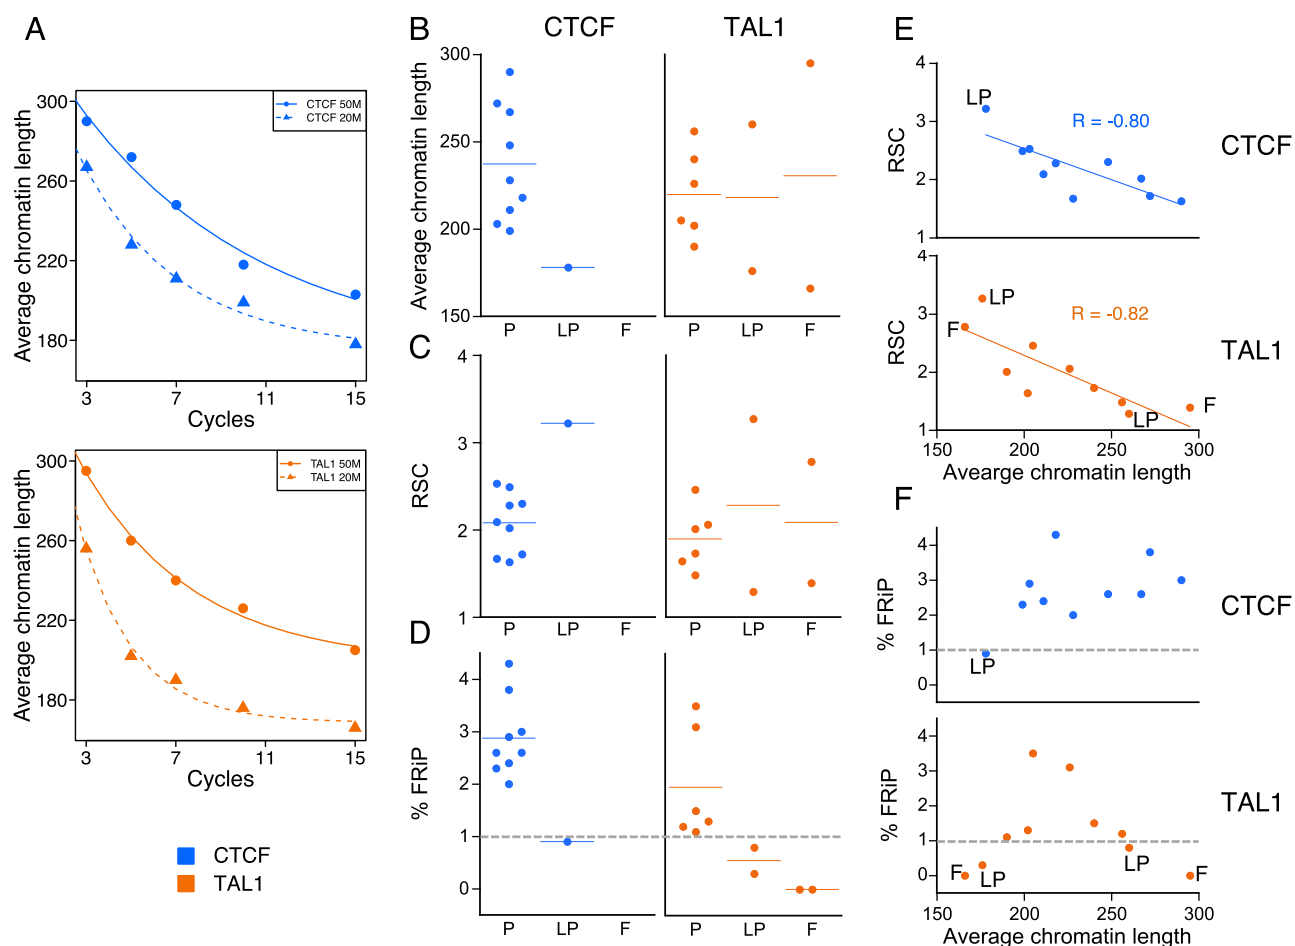 A
Average chromatin length
300
260
220
180
CTCF 50M
CTCF 20M
3
7
11
15
Cycles
Average chromatin length
300
260
220
180
TAL1 50M
TAL1 20M
3
7
11
15
Cycles
CTCF
TAL1
B
CTCF
TAL1
Average chromatin length
300
250
200
150
P
LP
F
P
LP
F
C
RSC
4
3
2
1
P
LP
F
P
LP
F
D
% FRiP
4
3
2
1
0
P
LP
F
P
LP
F
E
RSC
4
3
2
1
LP
R = -0.80
CTCF
RSC
4
3
2
1
F
LP
R = -0.82
LP
F
TAL1
150
200
250
300
Avearge chromatin length
F
% FRiP
4
3
2
1
0
LP
CTCF
% FRiP
4
3
2
1
0
F
LP
LP
F
TAL1
150
200
250
300
Average chromatin length